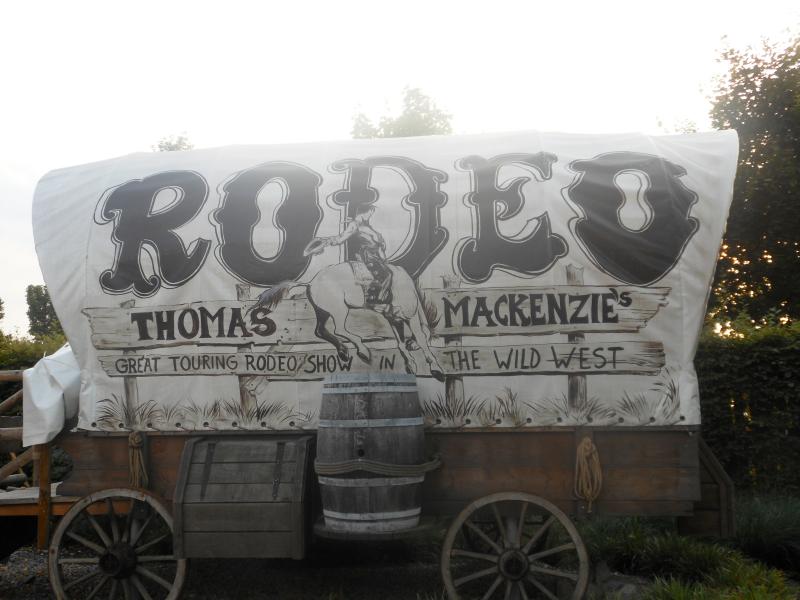 RODEO
THOMAS MACKENZIE'S
GREAT TOURING RODEO/SHOW IN THE WILD WEST